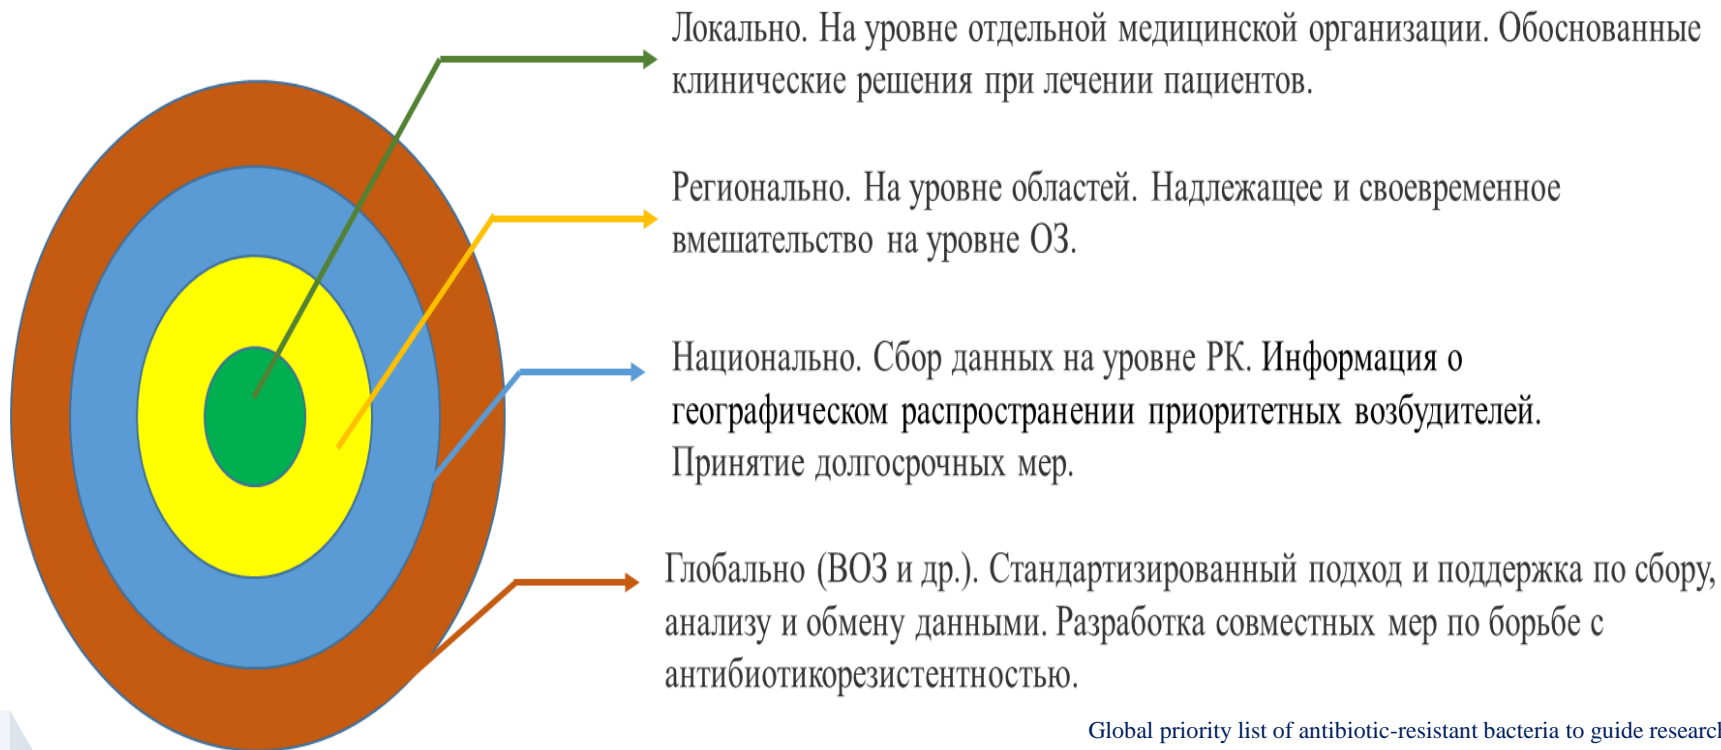 Локально. На уровне отдельной медицинской организации. Обоснованные
клинические решения при лечении пациентов.
Регионально. На уровне областей. Надлежащее и своевременное
вмешательство на уровне ОЗ.
Национально. Сбор данных на уровне РК. Информация о
географическом распространении приоритетных возбудителей.
Принятие долгосрочных мер.
Глобально (ВОЗ и др.). Стандартизированный подход и поддержка по сбору,
анализу и обмену данными. Разработка совместных мер по борьбе с
антибиотикорезистентностью.
Global priority list of antibiotic-resistant bacteria to guide research